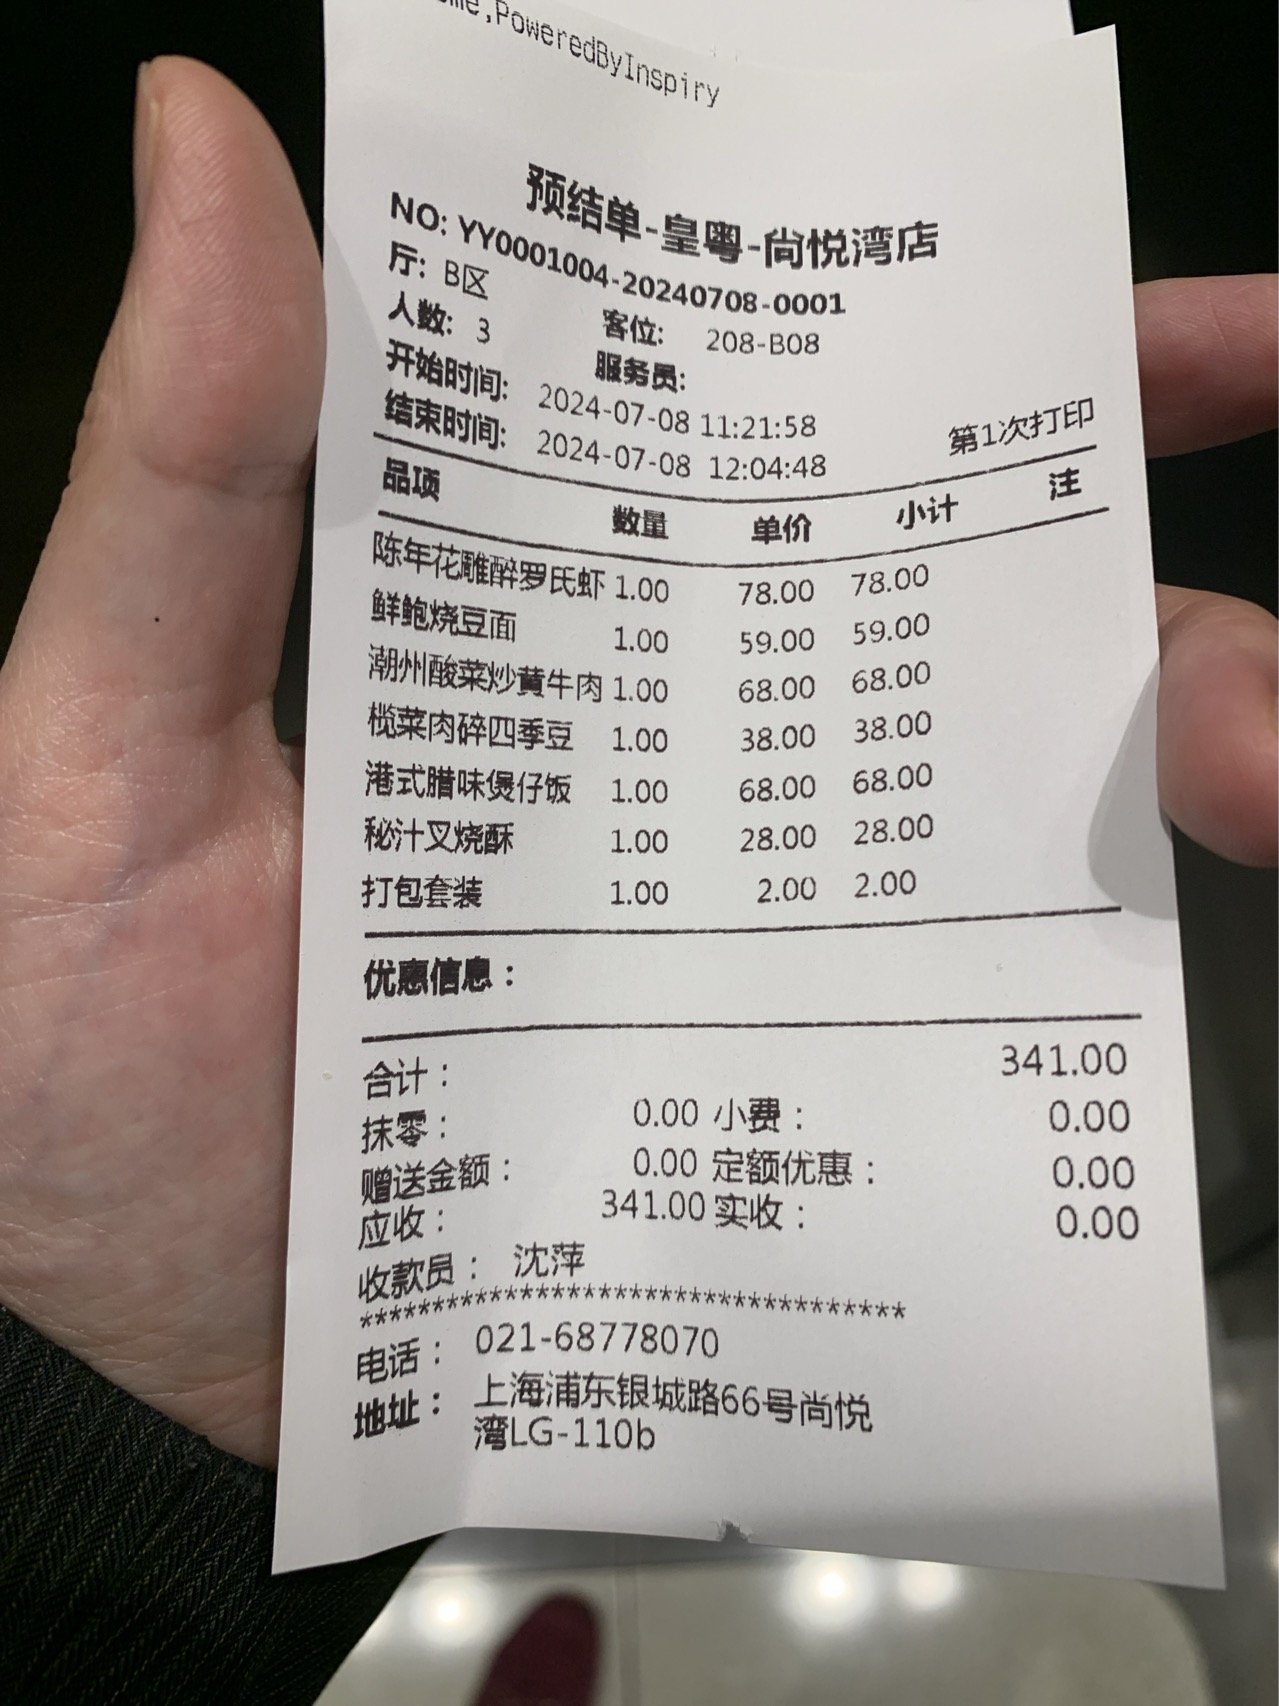 me,PoweredByInspiry
预结单-皇粤-尚悦湾店
NO: YY0001004-20240708-0001
厅: B区 客位: 208-B08
人数: 3 服务员:
开始时间: 2024-07-08 11:21:58
结束时间: 2024-07-08 12:04:48 第1次打印
品项 数量 单价 小计 注
陈年花雕醉罗氏虾 1.00 78.00 78.00
鲜鲍烧豆面 1.00 59.00 59.00
潮州酸菜炒黄牛肉 1.00 68.00 68.00
榄菜肉碎四季豆 1.00 38.00 38.00
港式腊味煲仔饭 1.00 68.00 68.00
秘汁叉烧酥 1.00 28.00 28.00
打包套装 1.00 2.00 2.00
优惠信息：
合计： 341.00
抹零： 0.00 小费： 0.00
赠送金额： 0.00 定额优惠： 0.00
应收： 341.00 实收： 0.00
收款员： 沈萍
**************************************
电话： 021-68778070
地址： 上海浦东银城路66号尚悦
湾LG-110b